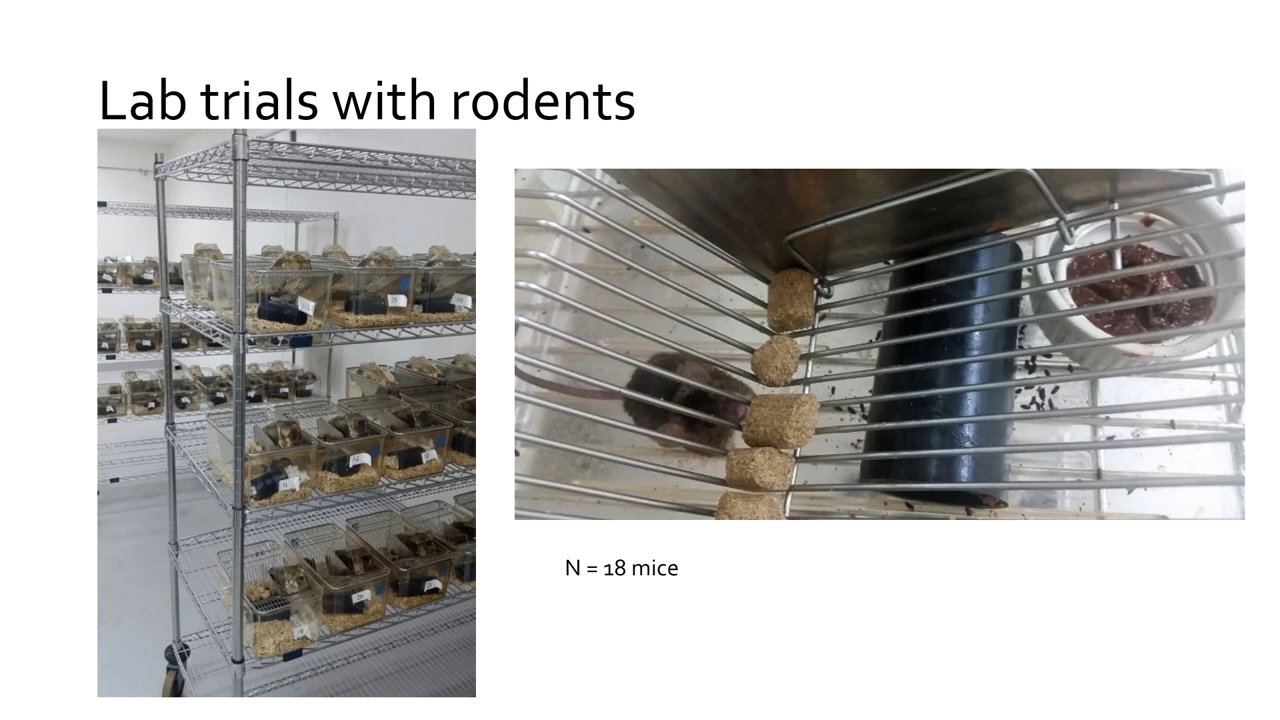 Lab trials with rodents
N = 18 mice